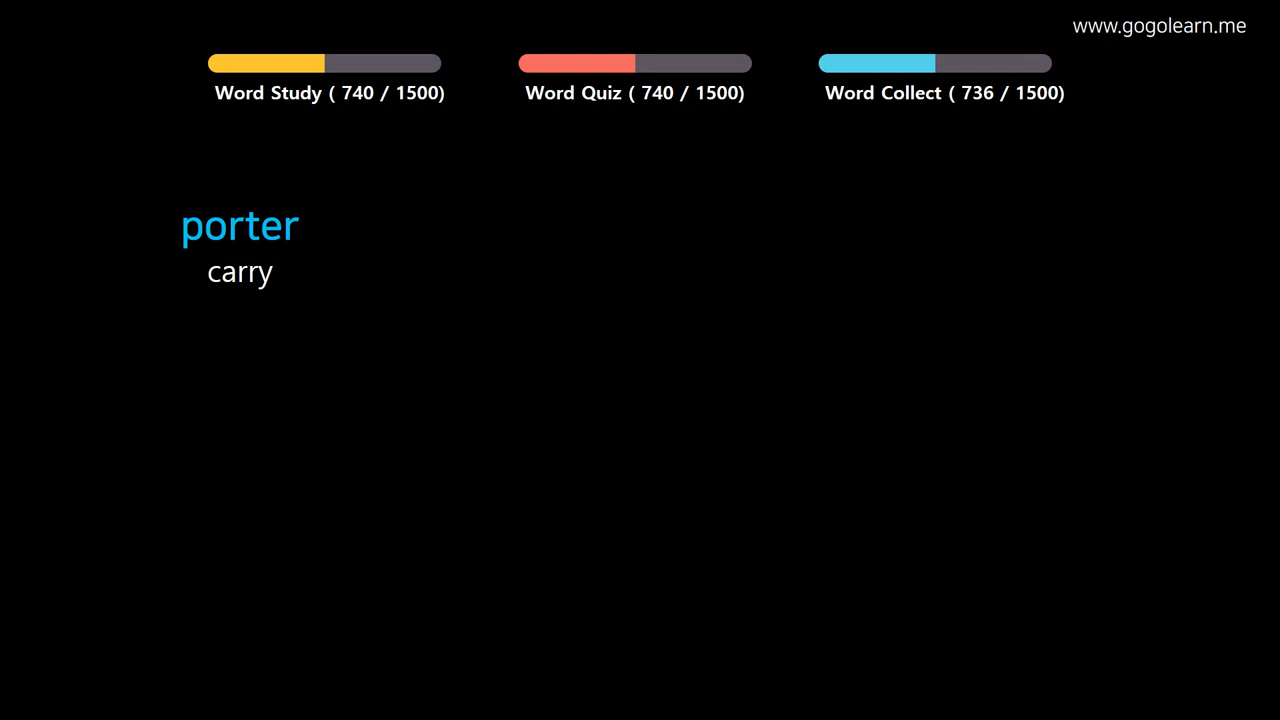 www.gogolearn.me
Word Study ( 740 / 1500)
Word Quiz ( 740 / 1500)
Word Collect ( 736 / 1500)
porter
carry